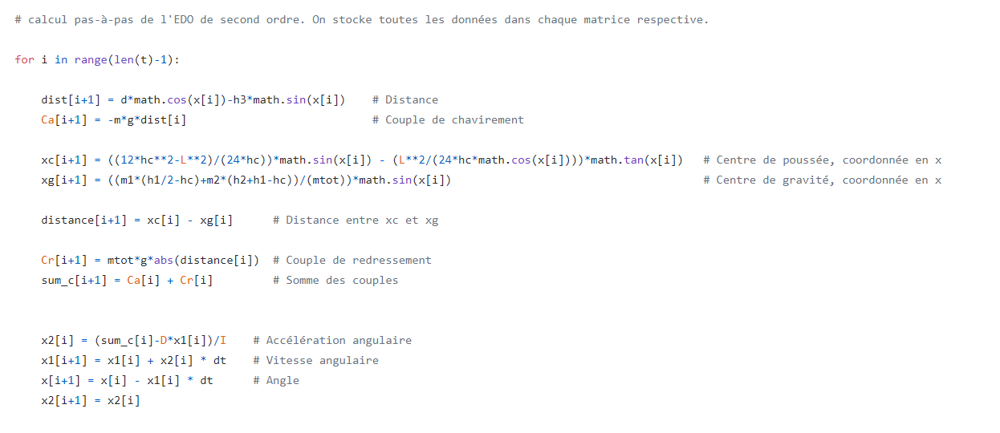 # calcul pas-à-pas de l'EDO de second ordre. On stocke toutes les données dans chaque matrice respective.
for i in range(len(t)-1):
dist[i+1] = d*math.cos(x[i])-h3*math.sin(x[i]) # Distance
Ca[i+1] = -m*g*dist[i] # Couple de chavirement
xc[i+1] = ((12*hc**2-L**2)/(24*hc))*math.sin(x[i]) - (L**2/(24*hc*math.cos(x[i])))*math.tan(x[i]) # Centre de poussée, coordonnée en x
xg[i+1] = ((m1*(h1/2-hc)+m2*(h2+h1-hc))/(mtot))*math.sin(x[i]) # Centre de gravité, coordonnée en x
distance[i+1] = xc[i] - xg[i] # Distance entre xc et xg
Cr[i+1] = mtot*g*abs(distance[i]) # Couple de redressement
sum_c[i+1] = Ca[i] + Cr[i] # Somme des couples
x2[i] = (sum_c[i]-D*x1[i])/I # Accélération angulaire
x1[i+1] = x1[i] + x2[i] * dt # Vitesse angulaire
x[i+1] = x[i] - x1[i] * dt # Angle
x2[i+1] = x2[i]